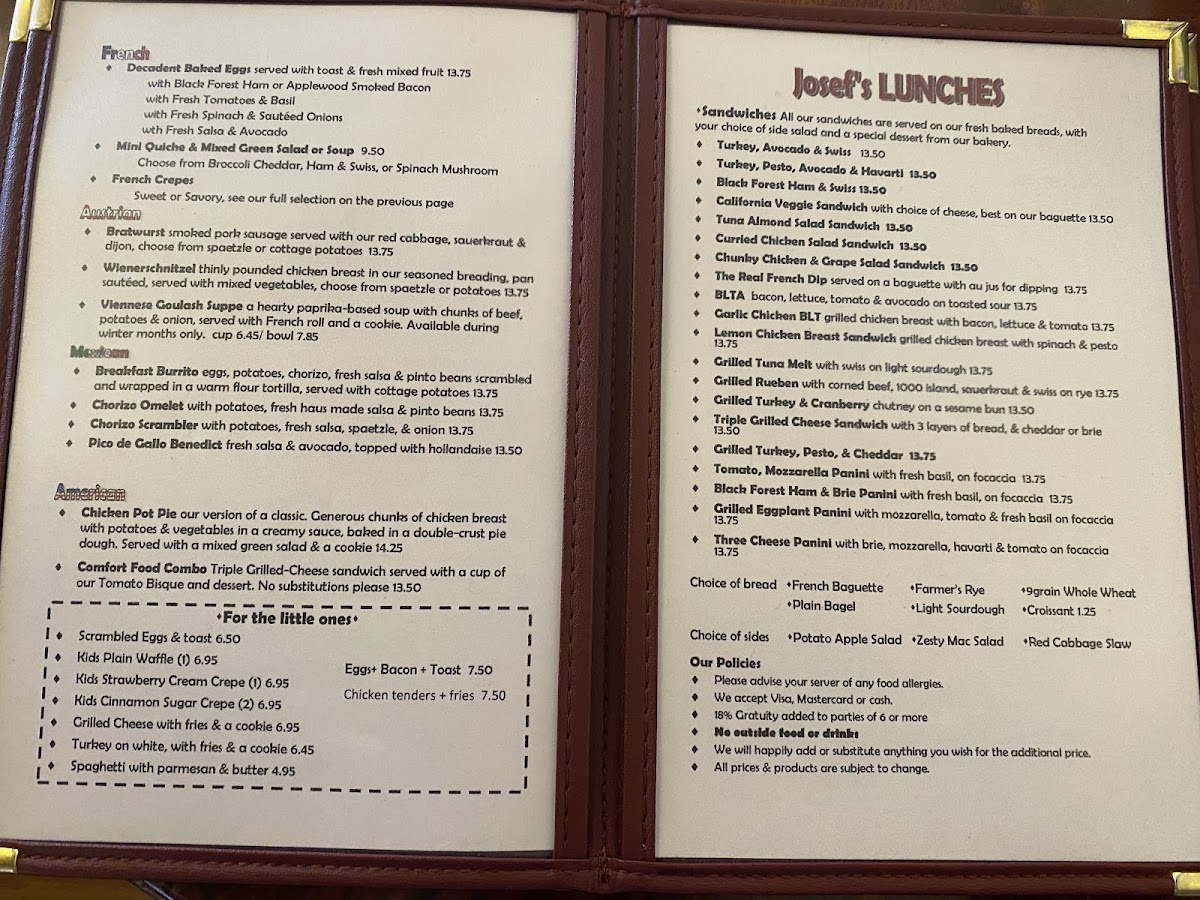 French
♦ Decadent Baked Eggs served with toast & fresh mixed fruit 13.75
with Black Forest Ham or Applewood Smoked Bacon
with Fresh Tomatoes & Basil
with Fresh Spinach & Sautéed Onions
wth Fresh Salsa & Avocado
♦ Mini Quiche & Mixed Green Salad or Soup 9.50
Choose from Broccoli Cheddar, Ham & Swiss, or Spinach Mushroom
♦ French Crepes
Sweet or Savory, see our full selection on the previous page
Austrian
♦ Bratwurst smoked pork sausage served with our red cabbage, sauerkraut &
dijon, choose from spaetzle or cottage potatoes 13.75
♦ Wienerschnitzel thinly pounded chicken breast in our seasoned breading, pan
sautéed, served with mixed vegetables, choose from spaetzle or potatoes 13.75
♦ Viennese Goulash Suppe a hearty paprika-based soup with chunks of beef,
potatoes & onion, served with French roll and a cookie. Available during
winter months only. cup 6.45/ bowl 7.85
Mexican
♦ Breakfast Burrito eggs, potatoes, chorizo, fresh salsa & pinto beans scrambled
and wrapped in a warm flour tortilla, served with cottage potatoes 13.75
♦ Chorizo Omelet with potatoes, fresh haus made salsa & pinto beans 13.75
♦ Chorizo Scrambler with potatoes, fresh salsa, spaetzle, & onion 13.75
♦ Pico de Gallo Benedict fresh salsa & avocado, topped with hollandaise 13.50
American
♦ Chicken Pot Pie our version of a classic. Generous chunks of chicken breast
with potatoes & vegetables in a creamy sauce, baked in a double-crust pie
dough. Served with a mixed green salad & a cookie 14.25
♦ Comfort Food Combo Triple Grilled-Cheese sandwich served with a cup of
our Tomato Bisque and dessert. No substitutions please 13.50
♦For the little ones♦
♦ Scrambled Eggs & toast 6.50
♦ Kids Plain Waffle (1) 6.95
♦ Kids Strawberry Cream Crepe (1) 6.95
♦ Kids Cinnamon Sugar Crepe (2) 6.95
♦ Grilled Cheese with fries & a cookie 6.95
♦ Turkey on white, with fries & a cookie 6.45
♦ Spaghetti with parmesan & butter 4.95
Eggs+ Bacon + Toast 7.50
Chicken tenders + fries 7.50
Josef's LUNCHES
♦Sandwiches All our sandwiches are served on our fresh baked breads, with
your choice of side salad and a special dessert from our bakery.
♦ Turkey, Avocado & Swiss 13.50
♦ Turkey, Pesto, Avocado & Havarti 13.50
♦ Black Forest Ham & Swiss 13.50
♦ California Veggie Sandwich with choice of cheese, best on our baguette 13.50
♦ Tuna Almond Salad Sandwich 13.50
♦ Curried Chicken Salad Sandwich 13.50
♦ Chunky Chicken & Grape Salad Sandwich 13.50
♦ The Real French Dip served on a baguette with au jus for dipping 13.75
♦ BLTA bacon, lettuce, tomato & avocado on toasted sour 13.75
♦ Garlic Chicken BLT grilled chicken breast with bacon, lettuce & tomato 13.75
♦ Lemon Chicken Breast Sandwich grilled chicken breast with spinach & pesto
13.75
♦ Grilled Tuna Melt with swiss on light sourdough 13.75
♦ Grilled Rueben with corned beef, 1000 island, sauerkraut & swiss on rye 13.75
♦ Grilled Turkey & Cranberry chutney on a sesame bun 13.50
♦ Triple Grilled Cheese Sandwich with 3 layers of bread, & cheddar or brie
13.50
♦ Grilled Turkey, Pesto, & Cheddar 13.75
♦ Tomato, Mozzarella Panini with fresh basil, on focaccia 13.75
♦ Black Forest Ham & Brie Panini with fresh basil, on focaccia 13.75
♦ Grilled Eggplant Panini with mozzarella, tomato & fresh basil on focaccia
13.75
♦ Three Cheese Panini with brie, mozzarella, havarti & tomato on focaccia
13.75
Choice of bread ♦French Baguette ♦Farmer's Rye ♦9grain Whole Wheat
♦Plain Bagel ♦Light Sourdough ♦Croissant 1.25
Choice of sides ♦Potato Apple Salad ♦Zesty Mac Salad ♦Red Cabbage Slaw
Our Policies
♦ Please advise your server of any food allergies.
♦ We accept Visa, Mastercard or cash.
♦ 18% Gratuity added to parties of 6 or more
♦ No outside food or drinks
♦ We will happily add or substitute anything you wish for the additional price.
♦ All prices & products are subject to change.